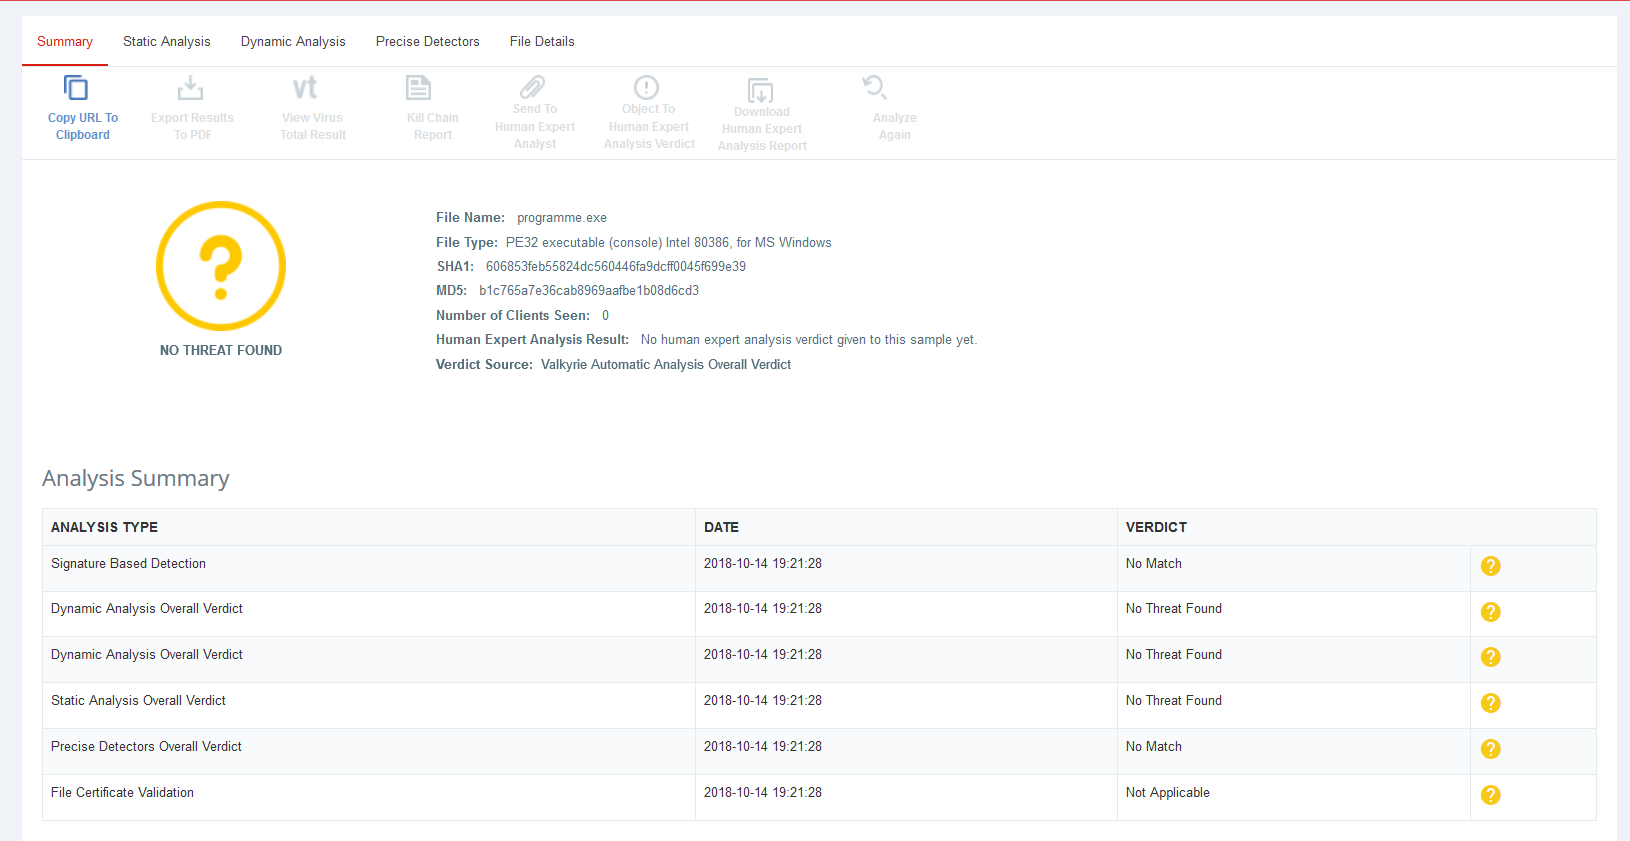 Summary Static Analysis Dynamic Analysis Precise Detectors File Details
Copy URL To
Clipboard
Export Results
To PDF
vt
View Virus
Total Result
Kill Chain
Report
Send To
Human Expert
Analyst
Object To
Human Expert
Analysis Verdict
Download
Human Expert
Analysis Report
Analyze
Again
?
NO THREAT FOUND
File Name: programme.exe
File Type: PE32 executable (console) Intel 80386, for MS Windows
SHA1: 606853feb55824dc560446fa9dcff0045f699e39
MD5: b1c765a7e36cab8969aafbe1b08d6cd3
Number of Clients Seen: 0
Human Expert Analysis Result: No human expert analysis verdict given to this sample yet.
Verdict Source: Valkyrie Automatic Analysis Overall Verdict
Analysis Summary
ANALYSIS TYPE DATE VERDICT
Signature Based Detection 2018-10-14 19:21:28 No Match ?
Dynamic Analysis Overall Verdict 2018-10-14 19:21:28 No Threat Found ?
Dynamic Analysis Overall Verdict 2018-10-14 19:21:28 No Threat Found ?
Static Analysis Overall Verdict 2018-10-14 19:21:28 No Threat Found ?
Precise Detectors Overall Verdict 2018-10-14 19:21:28 No Match ?
File Certificate Validation 2018-10-14 19:21:28 Not Applicable ?